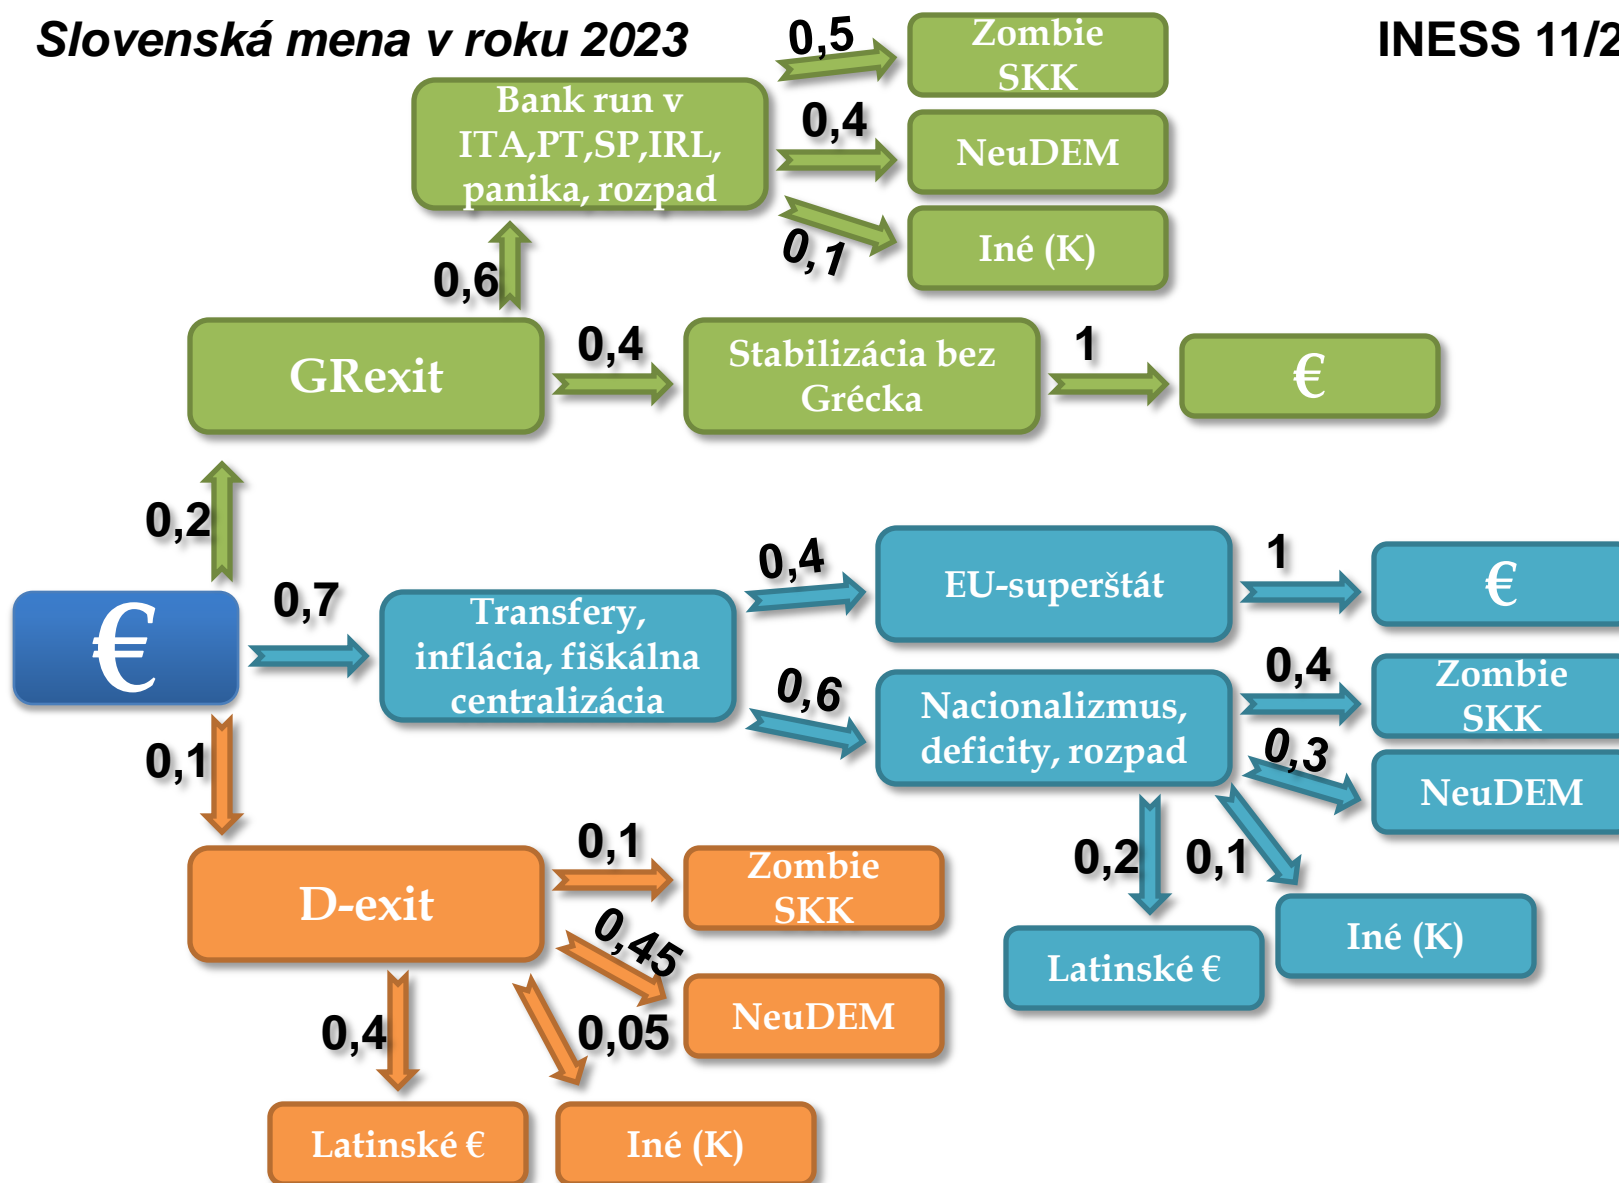 Slovenská mena v roku 2023
INESS 11/2
0,5
Zombie
SKK
Bank run v
ITA,PT,SP,IRL,
panika, rozpad
0,4
NeuDEM
0,1
Iné (K)
0,6
GRexit
0,4
Stabilizácia bez
Grécka
1
€
0,2
€
0,7
Transfery,
inflácia, fiškálna
centralizácia
0,4
EU-superštát
1
€
0,6
Nacionalizmus,
deficity, rozpad
0,4
Zombie
SKK
0,3
NeuDEM
0,2
Latinské €
0,1
Iné (K)
0,1
D-exit
0,1
Zombie
SKK
0,45
NeuDEM
0,4
Latinské €
0,05
Iné (K)